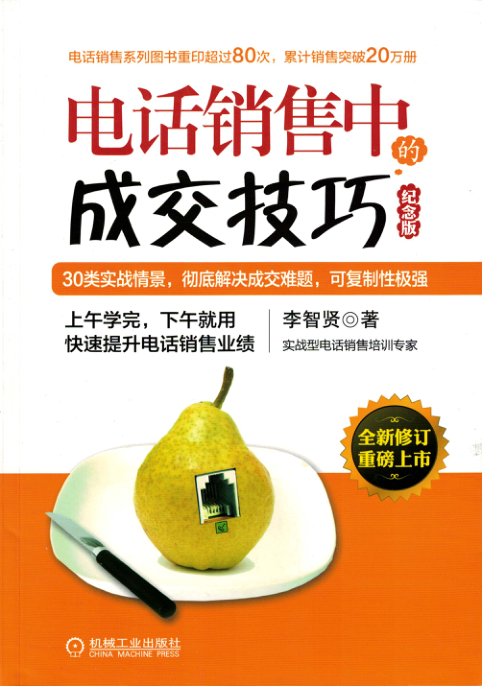 电话销售系列图书重印超过80次，累计销售突破20万册
电话销售中的
成交技巧
纪念版
30类实战情景，彻底解决成交难题，可复制性极强
上午学完，下午就用
快速提升电话销售业绩
李智贤◎著
实战型电话销售培训专家
全新修订
重磅上市
机械工业出版社
CHINA MACHINE PRESS